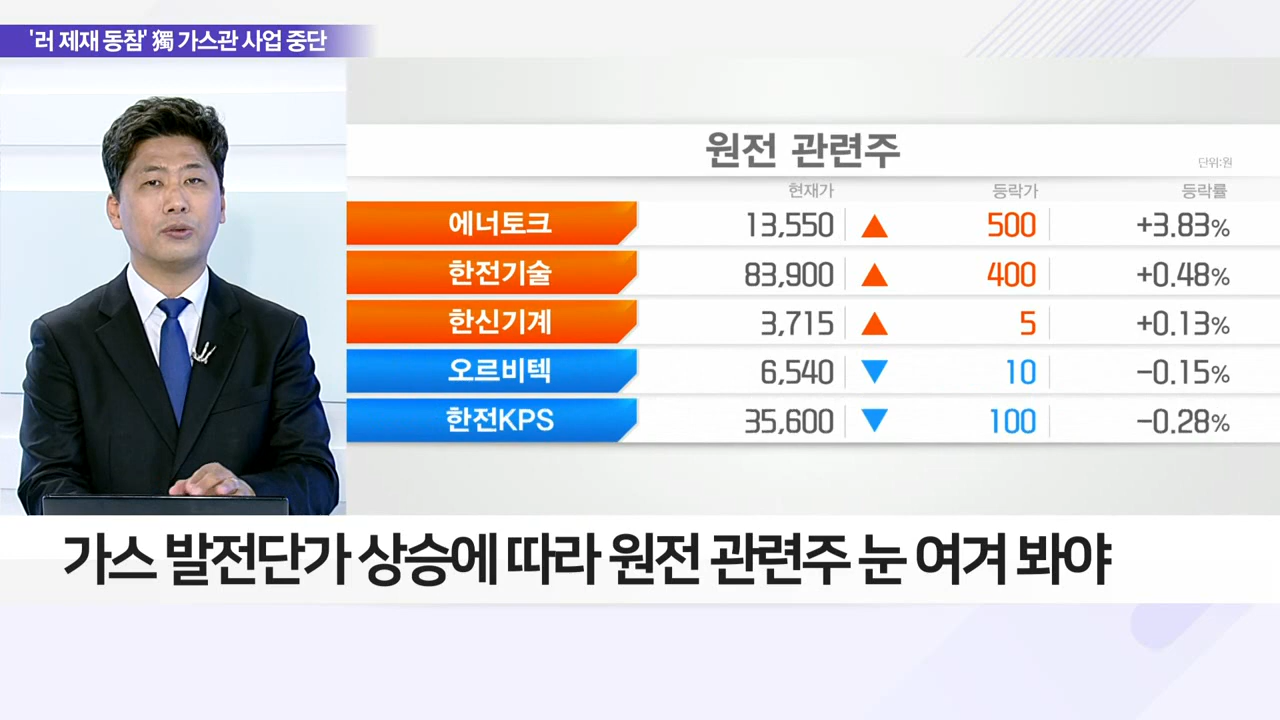 '러 제재 동참' 獨 가스관 사업 중단
원전 관련주
단위:원
현재가 등락가 등락률
에너토크 13,550 ▲ 500 +3.83%
한전기술 83,900 ▲ 400 +0.48%
한신기계 3,715 ▲ 5 +0.13%
오르비텍 6,540 ▼ 10 -0.15%
한전KPS 35,600 ▼ 100 -0.28%
가스 발전단가 상승에 따라 원전 관련주 눈 여겨 봐야